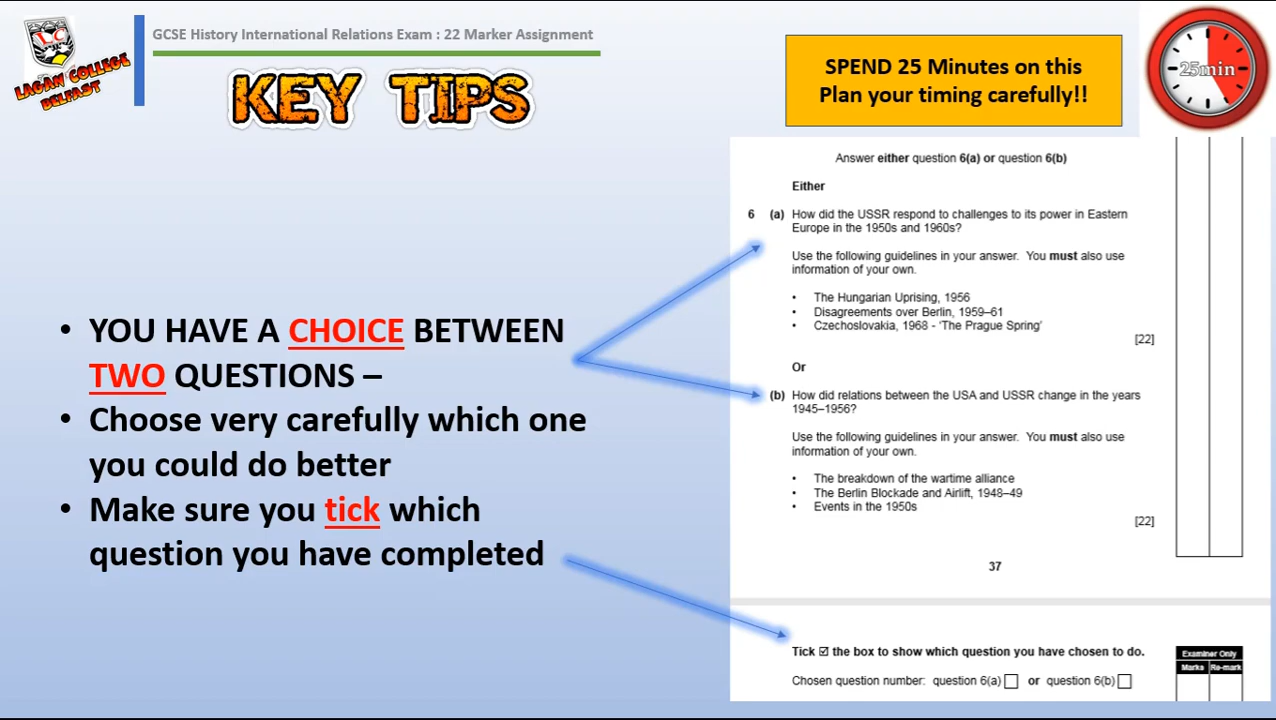 LC
LAGAN COLLEGE
BELFAST
GCSE History International Relations Exam : 22 Marker Assignment
KEY TIPS
SPEND 25 Minutes on this
Plan your timing carefully!!
25min
• YOU HAVE A CHOICE BETWEEN
TWO QUESTIONS –
• Choose very carefully which one
you could do better
• Make sure you tick which
question you have completed
Answer either question 6(a) or question 6(b)
Either
6 (a) How did the USSR respond to challenges to its power in Eastern
Europe in the 1950s and 1960s?
Use the following guidelines in your answer. You must also use
information of your own.
• The Hungarian Uprising, 1956
• Disagreements over Berlin, 1959–61
• Czechoslovakia, 1968 - ‘The Prague Spring’
[22]
Or
(b) How did relations between the USA and USSR change in the years
1945–1956?
Use the following guidelines in your answer. You must also use
information of your own.
• The breakdown of the wartime alliance
• The Berlin Blockade and Airlift, 1948–49
• Events in the 1950s
[22]
37
Tick ☑ the box to show which question you have chosen to do.
Chosen question number: question 6(a) ☐ or question 6(b) ☐
Examiner Only
Marks Re-mark